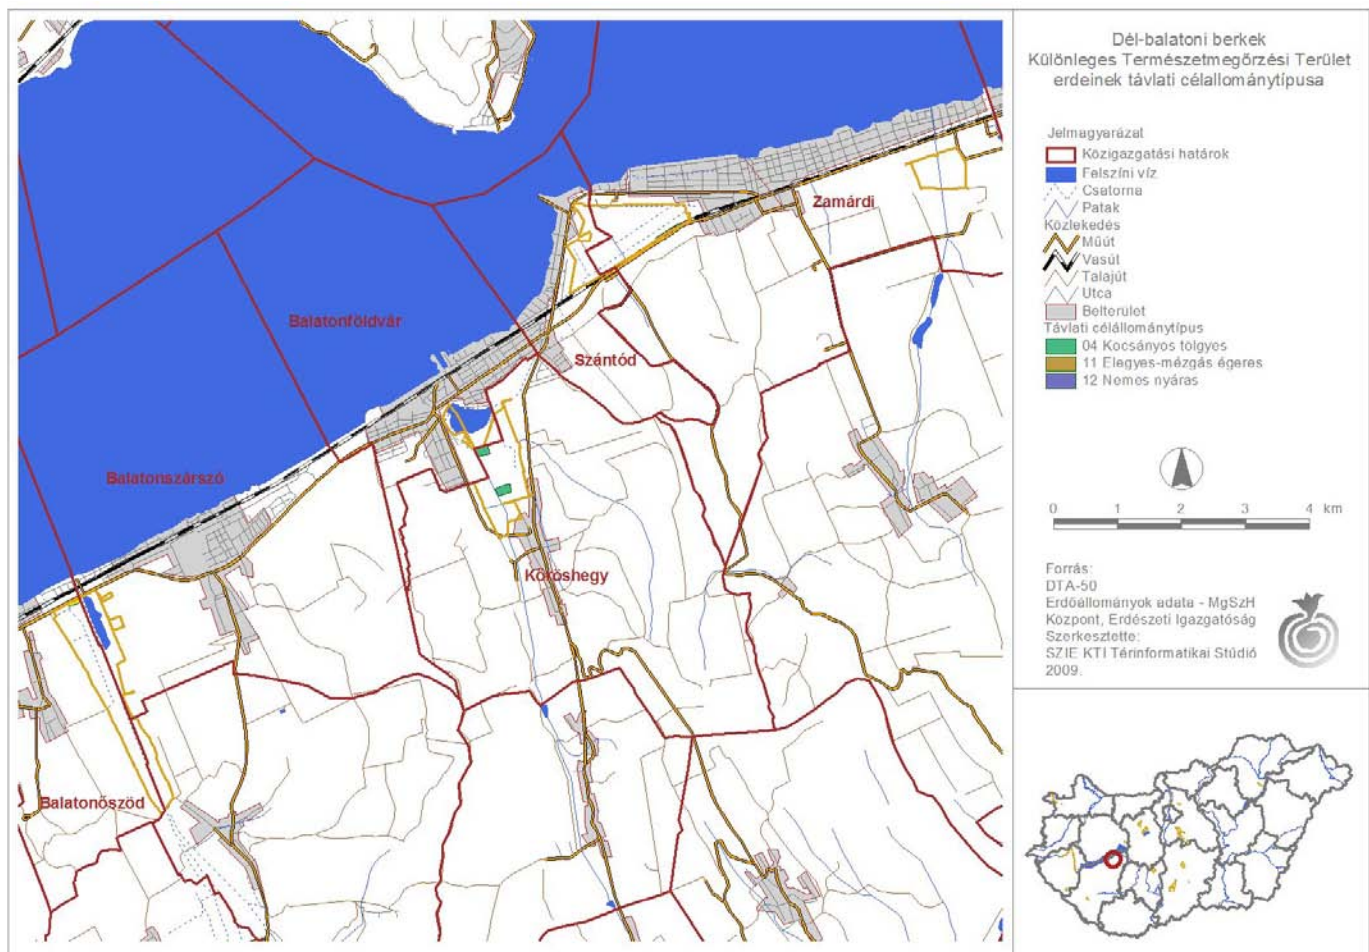 Dél-balatoni berkek
Különleges Természetmegőrzési Terület
erdeinek távlati célallománytípusa
Jelmagyarázat
Közigazgatási határok
Felszíni víz
Csatorna
Patak
Közlekedés
Műút
Vasút
Talajút
Utca
Belterület
Távlati célállománytípus
04 Kocsányos tölgyes
11 Elegyes-mézgás égeres
12 Nemes nyáras
0 1 2 3 4 km
Forrás:
DTA-50
Erdőállományok adata - MgSzH
Központ, Erdészeti Igazgatóság
Szerkesztette:
SZIE KTI Térinformatikai Stúdió
2009.
Zamárdi
Balatonföldvár
Szántód
Balatonszárszó
Kőröshegy
Balatonőszöd